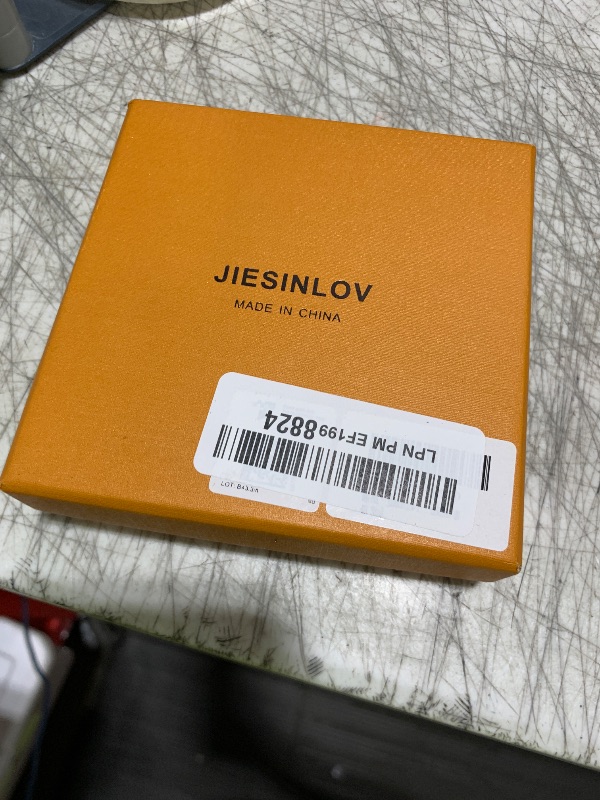 JIESINLOV
MADE IN CHINA
LPN PM EF1998824